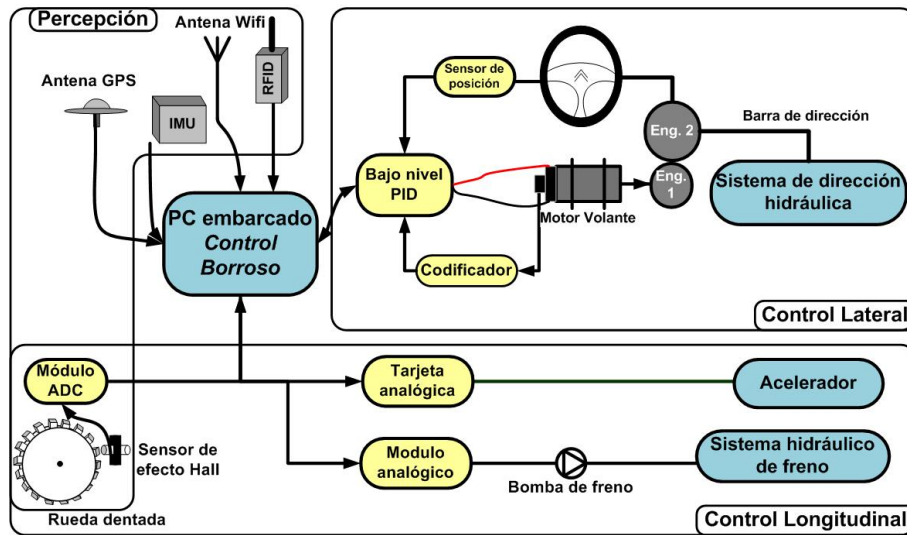 Percepción
Antena Wifi
RFID
Antena GPS
IMU
PC embarcado
Control
Borroso
Sensor de
posición
Bajo nivel
PID
Codificador
Motor Volante
Eng. 2
Eng.
1
Barra de dirección
Sistema de dirección
hidráulica
Control Lateral
Módulo
ADC
Sensor de
efecto Hall
Rueda dentada
Tarjeta
analógica
Acelerador
Modulo
analógico
Bomba de freno
Sistema hidráulico
de freno
Control Longitudinal